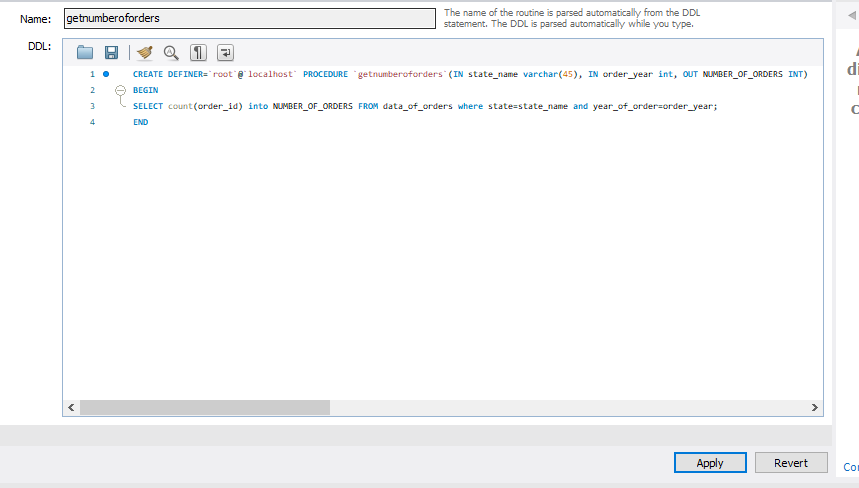 Name:
getnumberoforders
The name of the routine is parsed automatically from the DDL
statement. The DDL is parsed automatically while you type.
DDL:
1 CREATE DEFINER=`root`@`localhost` PROCEDURE `getnumberoforders`(IN state_name varchar(45), IN order_year int, OUT NUMBER_OF_ORDERS INT)
2 BEGIN
3 SELECT count(order_id) into NUMBER_OF_ORDERS FROM data_of_orders where state=state_name and year_of_order=order_year;
4 END
Apply Revert